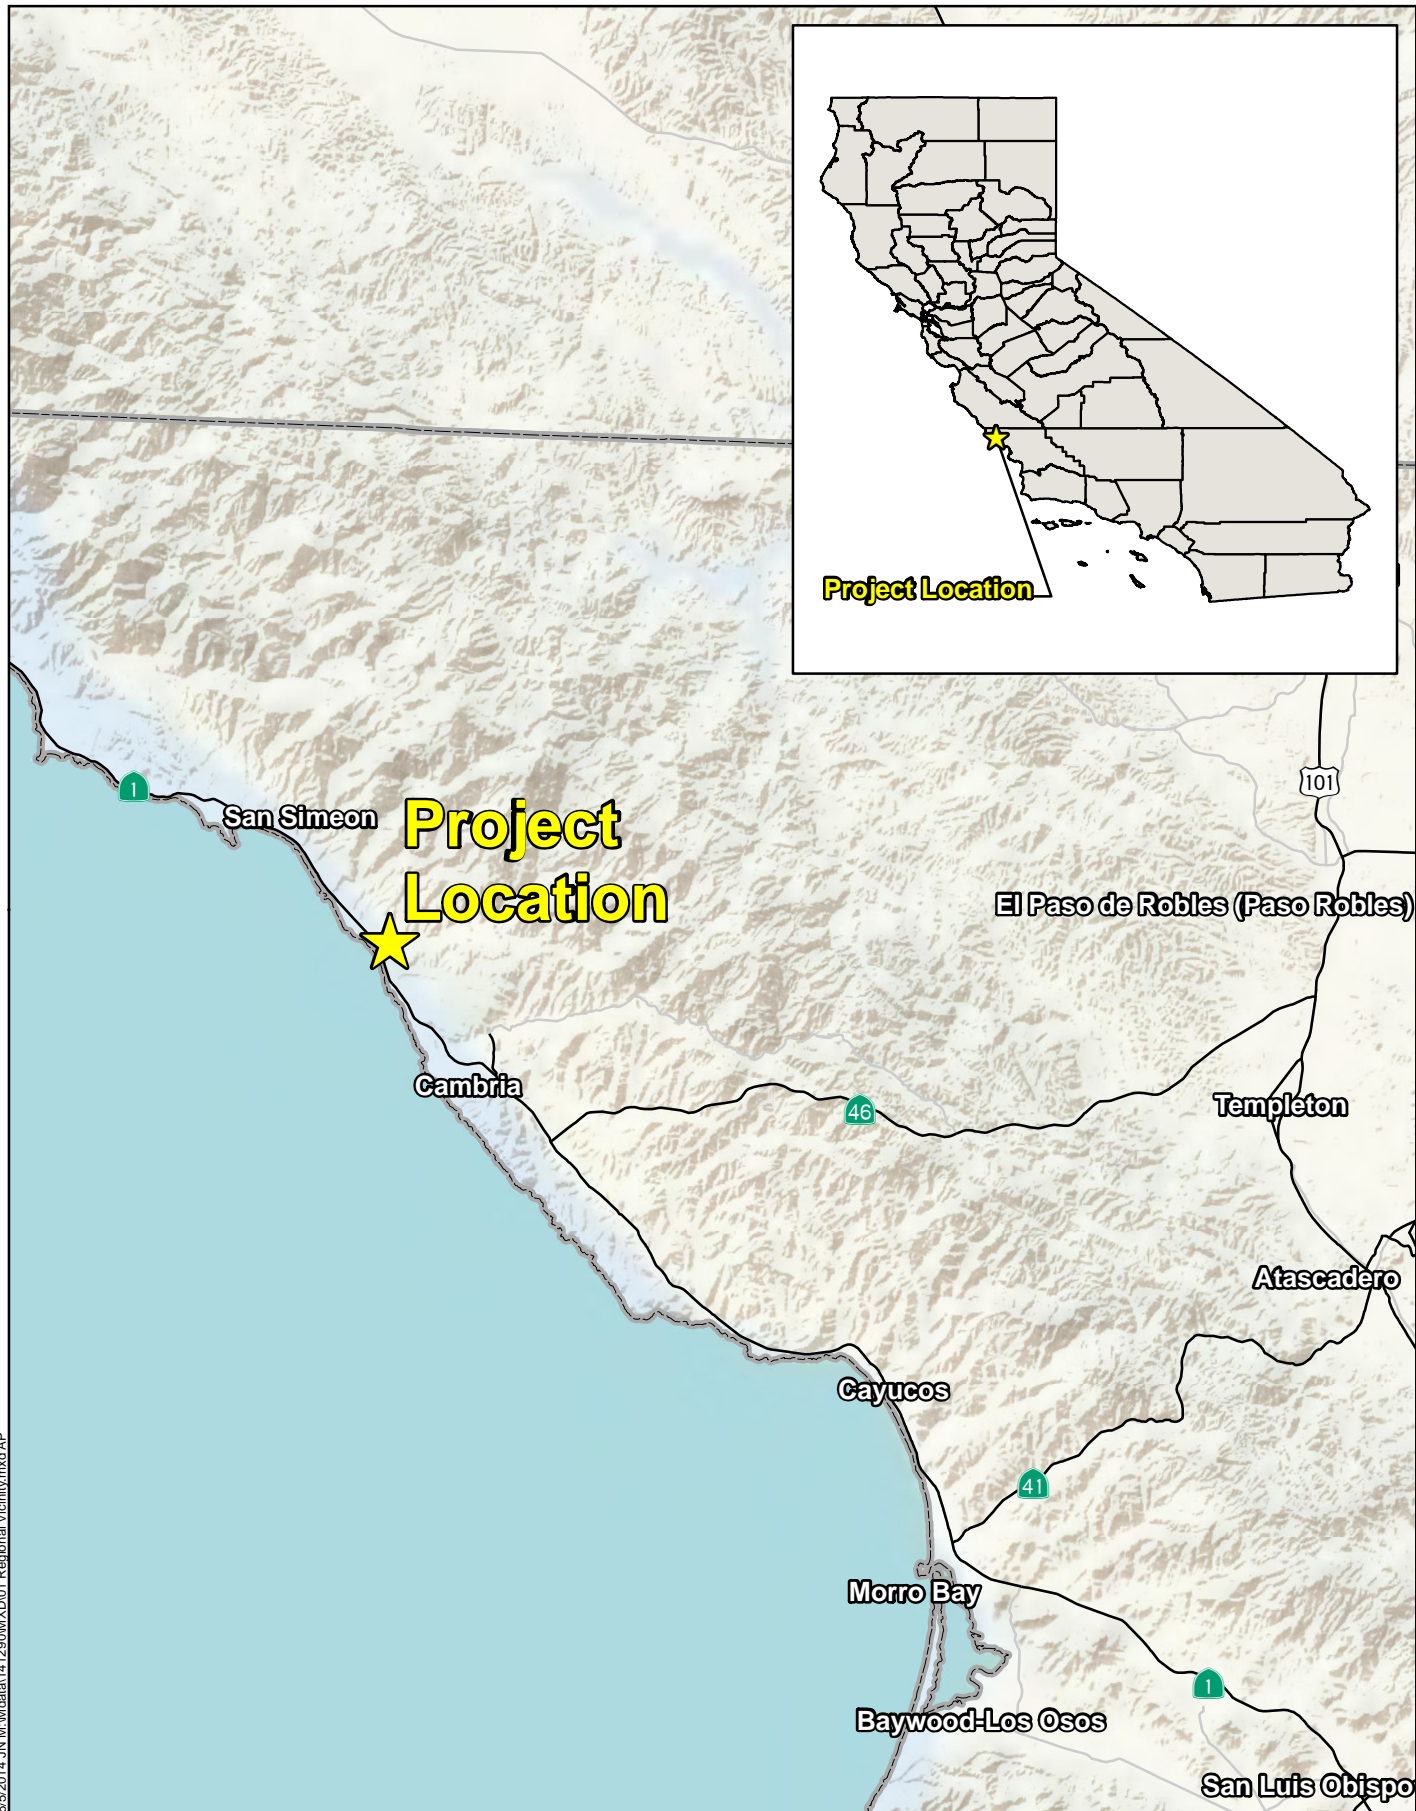 Project Location
1
San Simeon
Project
Location
101
El Paso de Robles (Paso Robles)
Cambria
46
Templeton
Atascadero
Cayucos
41
Morro Bay
1
Baywood-Los Osos
San Luis Obispo